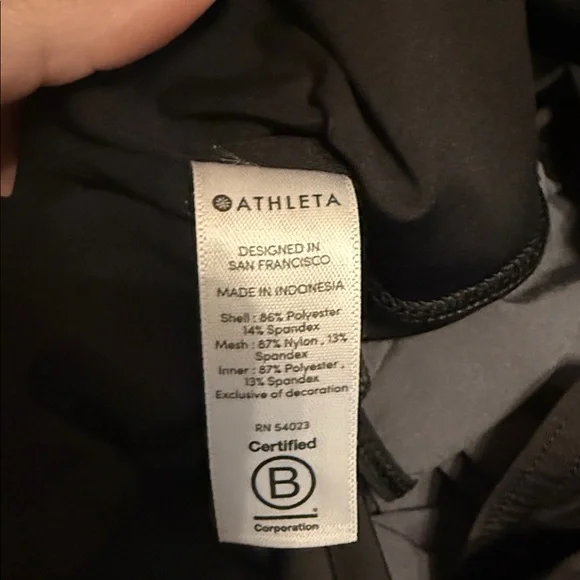 ATHLETA
DESIGNED IN
SAN FRANCISCO
MADE IN INDONESIA
Shell : 86% Polyester
14% Spandex
Mesh : 87% Nylon , 13%
Spandex
Inner : 87% Polyester ,
13% Spandex
Exclusive of decoration
RN 54023
Certified
B
Corporation